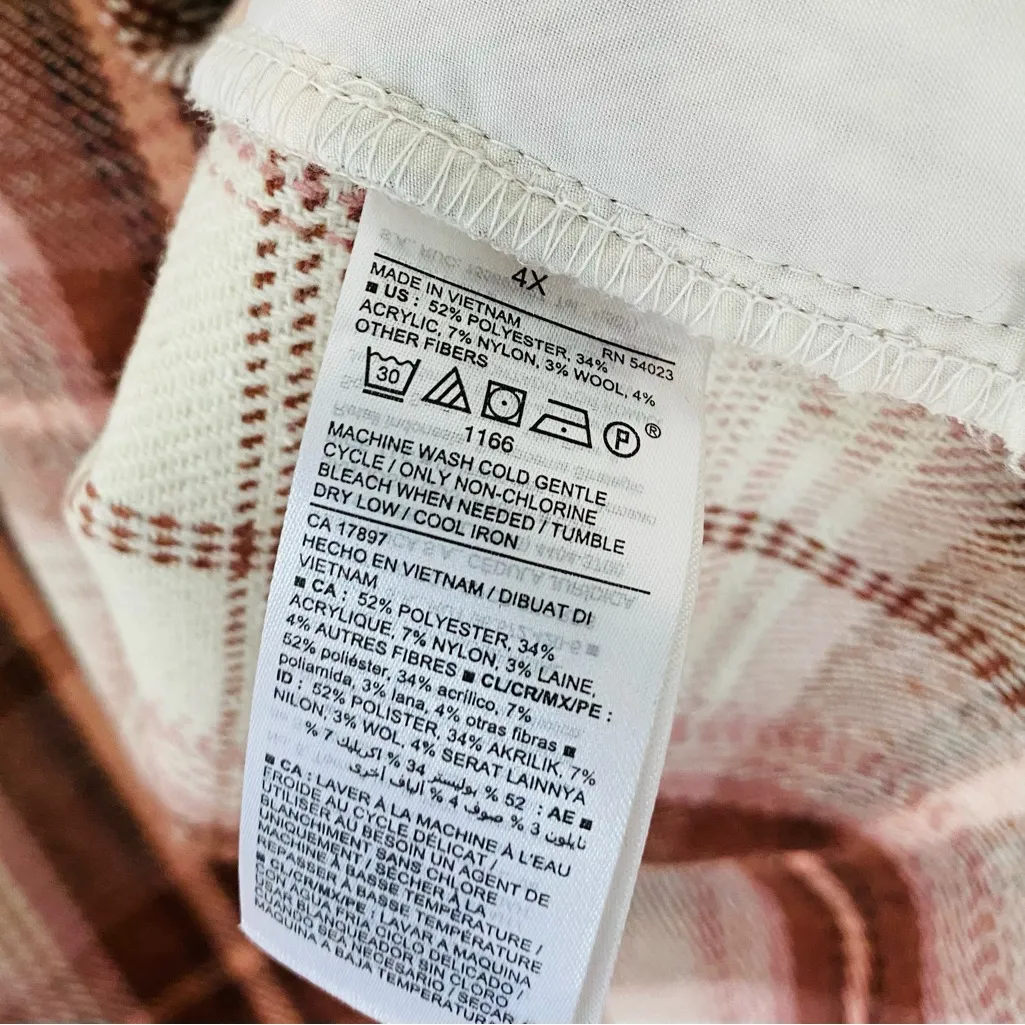 4X
MADE IN VIETNAM RN 54023
■ US : 52% POLYESTER, 34%
ACRYLIC, 7% NYLON, 3% WOOL, 4%
OTHER FIBERS
30 P ®
1166
MACHINE WASH COLD GENTLE
CYCLE / ONLY NON-CHLORINE
BLEACH WHEN NEEDED / TUMBLE
DRY LOW / COOL IRON
CA 17897
HECHO EN VIETNAM / DIBUAT DI
VIETNAM
■ CA : 52% POLYESTER, 34%
ACRYLIQUE, 7% NYLON, 3% LAINE,
4% AUTRES FIBRES ■ CL/CR/MX/PE :
52% poliéster, 34% acrílico, 7%
poliamida, 3% lana, 4% otras fibras ■
ID : 52% POLISTER, 34% AKRILIK, 7%
NILON, 3% WOL, 4% SERAT LAINNYA
■ AE : 52 % بوليستر 34 % اكريليك 7 %
نايلون 3 % صوف 4 % ألياف أخرى
■ CA : LAVER À LA MACHINE À L'EAU
FROIDE AU CYCLE DÉLICAT /
UTILISER AU BESOIN UN AGENT DE
BLANCHIMENT SANS CHLORE
UNIQUEMENT / SÉCHER À LA
MACHINE À BASSE TEMPÉRATURE /
REPASSER À BASSE TEMPÉRATURE
■ CL/CR/MX/PE : LAVAR A MAQUINA
CON AGUA FRIA CICLO DELICADO /
USAR BLANQUEADOR SIN CLORO
CUANDO SEA NECESARIO / SECAR A
MAQUINA A BAJA TEMPERATURA